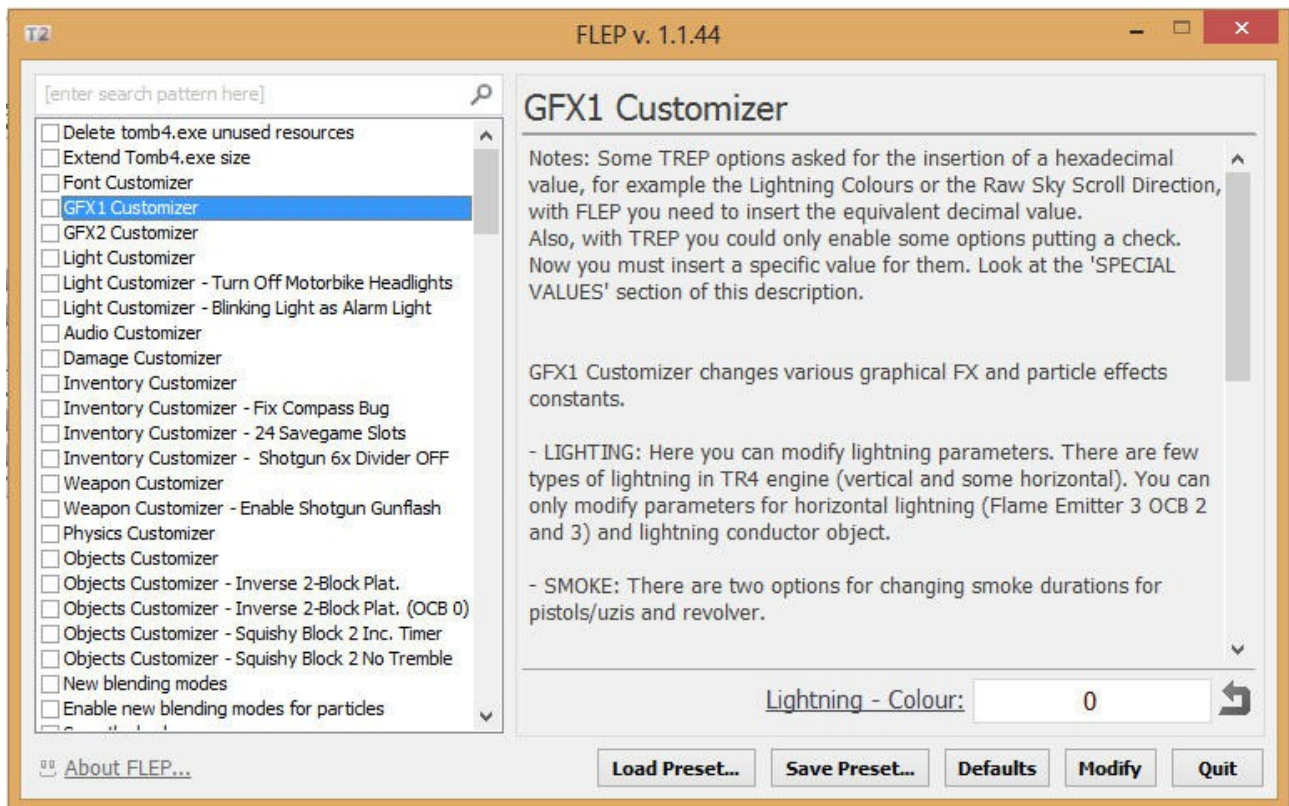 T2
FLEP v. 1.1.44
[enter search pattern here]
Delete tomb4.exe unused resources
Extend Tomb4.exe size
Font Customizer
GFX1 Customizer
GFX2 Customizer
Light Customizer
Light Customizer - Turn Off Motorbike Headlights
Light Customizer - Blinking Light as Alarm Light
Audio Customizer
Damage Customizer
Inventory Customizer
Inventory Customizer - Fix Compass Bug
Inventory Customizer - 24 Savegame Slots
Inventory Customizer -  Shotgun 6x Divider OFF
Weapon Customizer
Weapon Customizer - Enable Shotgun Gunflash
Physics Customizer
Objects Customizer
Objects Customizer - Inverse 2-Block Plat.
Objects Customizer - Inverse 2-Block Plat. (OCB 0)
Objects Customizer - Squishy Block 2 Inc. Timer
Objects Customizer - Squishy Block 2 No Tremble
New blending modes
Enable new blending modes for particles
GFX1 Customizer
Notes: Some TREP options asked for the insertion of a hexadecimal
value, for example the Lightning Colours or the Raw Sky Scroll Direction,
with FLEP you need to insert the equivalent decimal value.
Also, with TREP you could only enable some options putting a check.
Now you must insert a specific value for them. Look at the 'SPECIAL
VALUES' section of this description.
GFX1 Customizer changes various graphical FX and particle effects
constants.
- LIGHTING: Here you can modify lightning parameters. There are few
types of lightning in TR4 engine (vertical and some horizontal). You can
only modify parameters for horizontal lightning (Flame Emitter 3 OCB 2
and 3) and lightning conductor object.
- SMOKE: There are two options for changing smoke durations for
pistols/uzis and revolver.
Lightning - Colour: 0
About FLEP...
Load Preset... Save Preset... Defaults Modify Quit